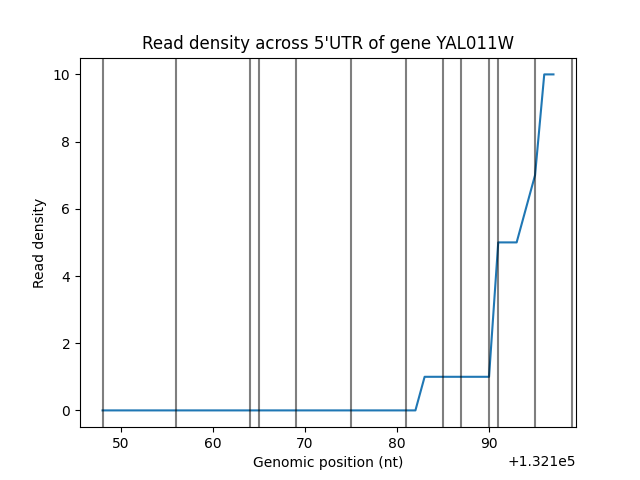 Read density across 5'UTR of gene YAL011W
Read density
10
8
6
4
2
0
50 60 70 80 90
+1.321e5
Genomic position (nt)